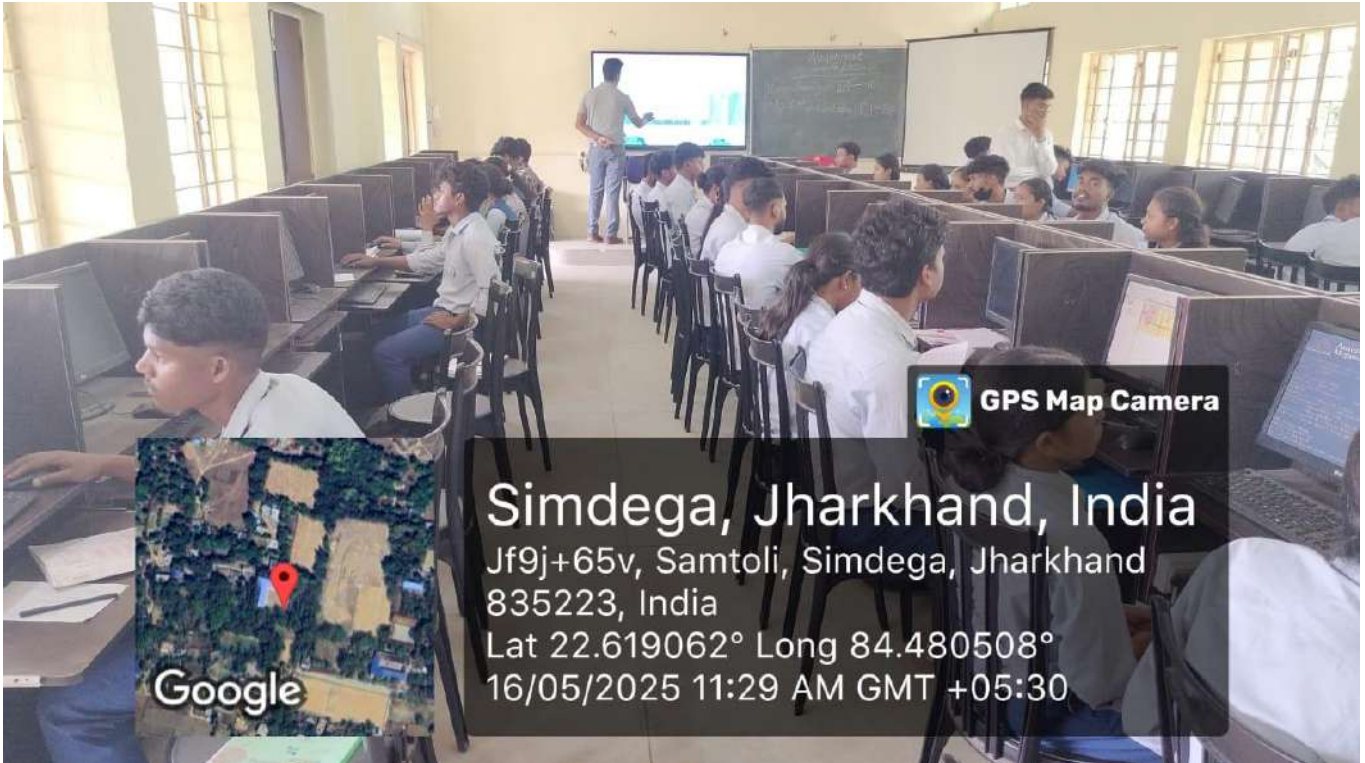 GPS Map Camera
Simdega, Jharkhand, India
Jf9j+65v, Samtoli, Simdega, Jharkhand
835223, India
Lat 22.619062° Long 84.480508°
16/05/2025 11:29 AM GMT +05:30
Google